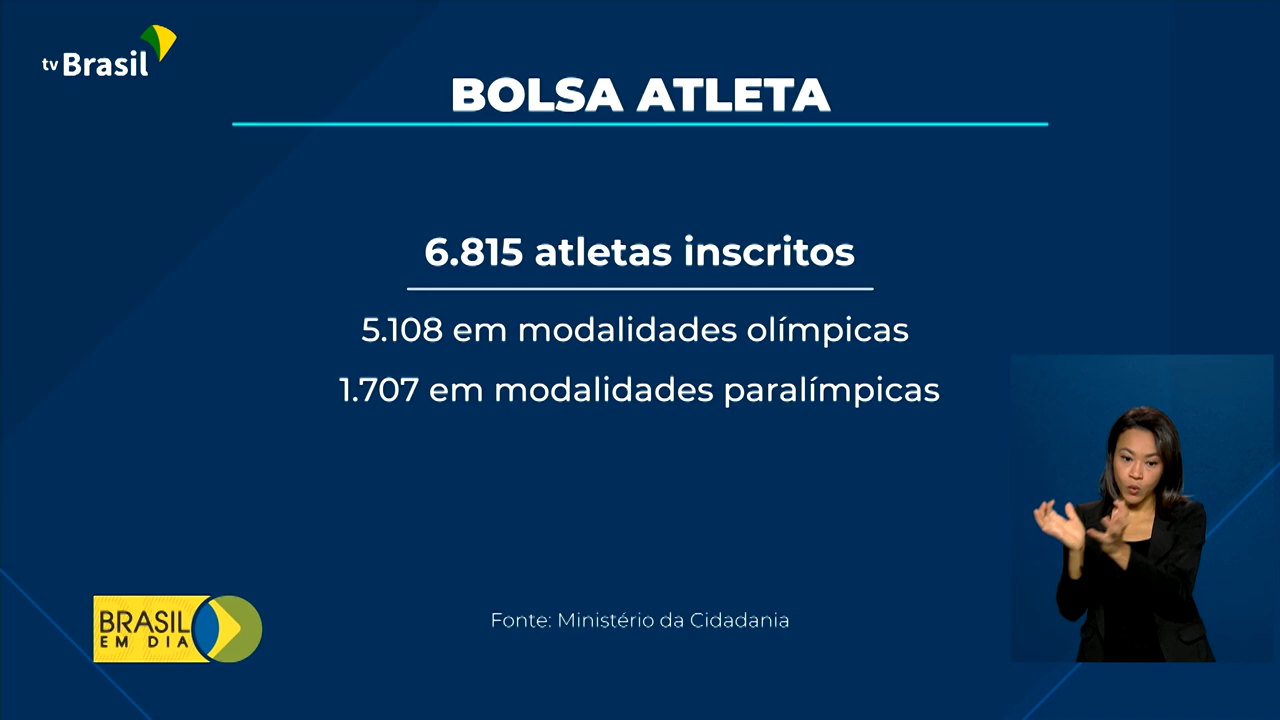 tv Brasil
BOLSA ATLETA
6.815 atletas inscritos
5.108 em modalidades olímpicas
1.707 em modalidades paralímpicas
BRASIL
EM DIA
Fonte: Ministério da Cidadania